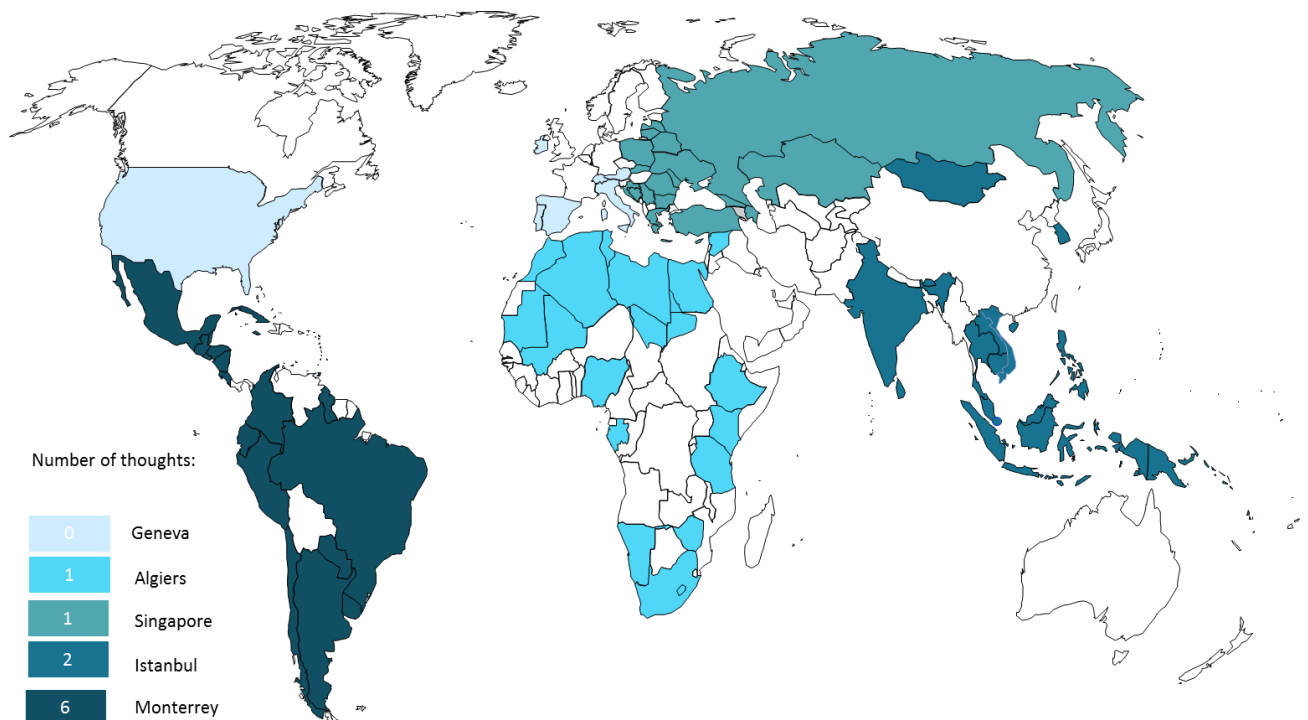 Number of thoughts:
0 Geneva
1 Algiers
1 Singapore
2 Istanbul
6 Monterrey